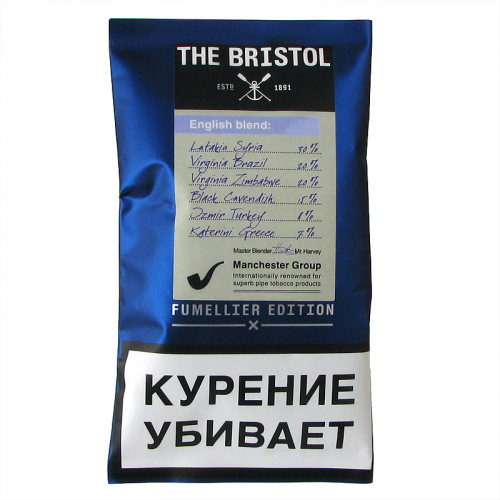 THE BRISTOL
ESTD 1891
English blend:
Latakia Syria 30%
Virginia Brazil 20%
Virginia Zimbabwe 20%
Black Cavendish 15%
Izmir Turkey 8%
Katerini Greece 7%
Master Blender Mr. Harvey
Manchester Group
Internationally renowned for
superb pipe tobacco products
FUMELLIER EDITION
КУРЕНИЕ
УБИВАЕТ